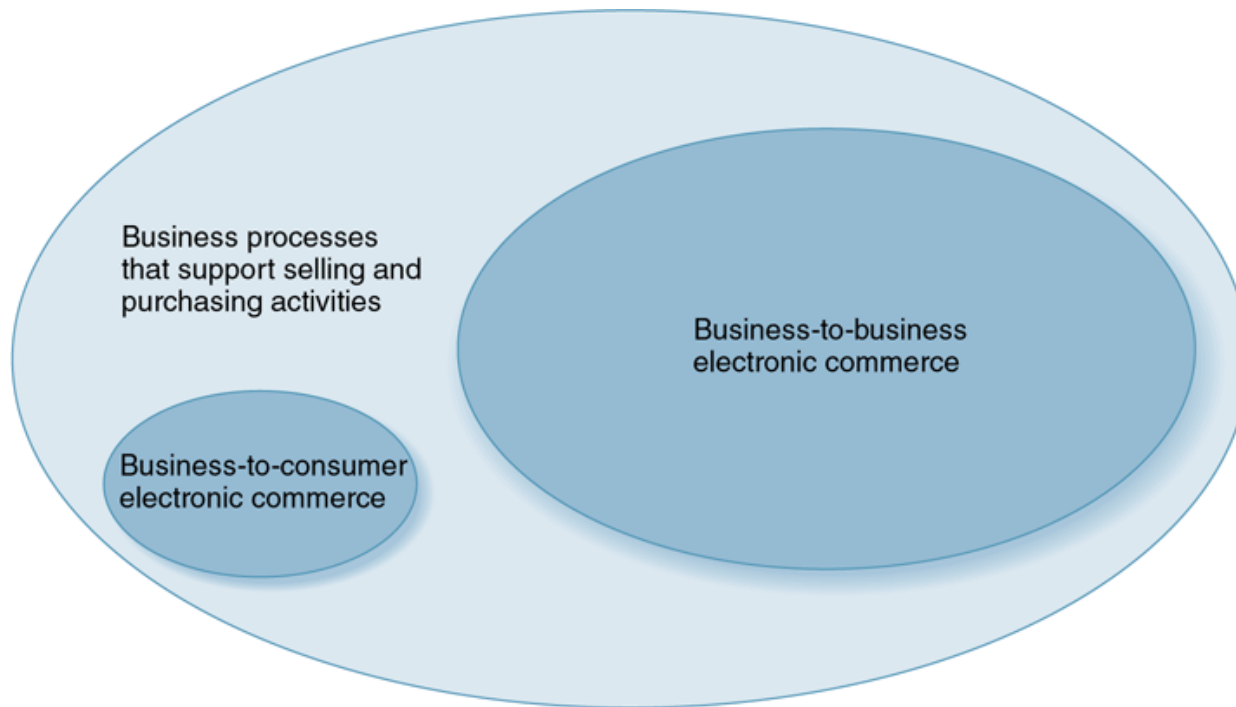 Business processes
that support selling and
purchasing activities
Business-to-business
electronic commerce
Business-to-consumer
electronic commerce